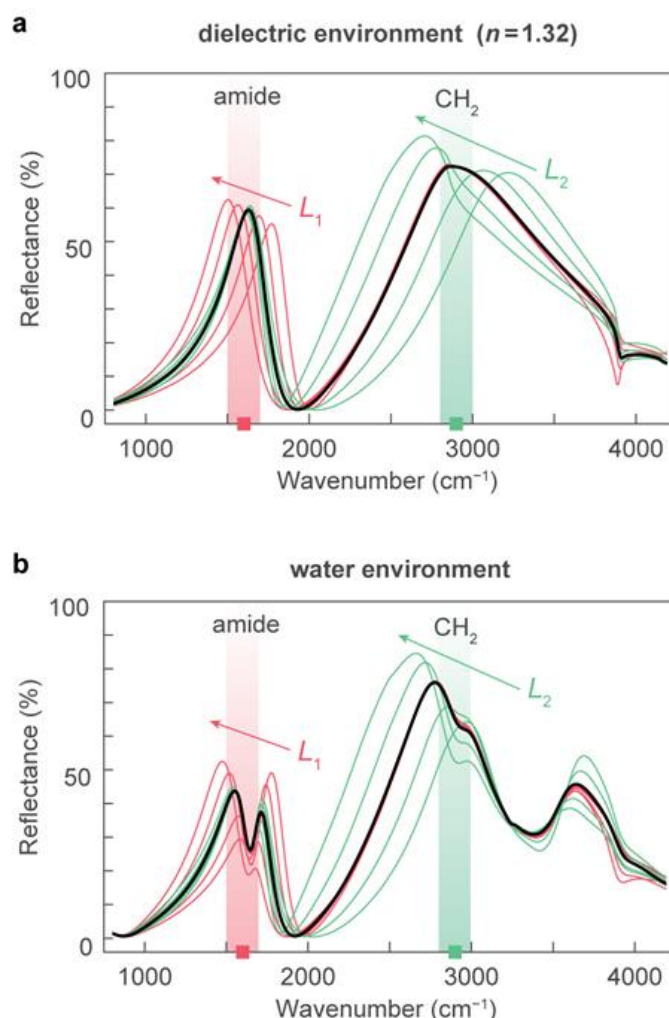 a
dielectric environment (n=1.32)
100
amide
CH₂
L₁
L₂
50
0
Reflectance (%)
1000
2000
3000
4000
Wavenumber (cm⁻¹)
b
water environment
100
amide
CH₂
L₁
L₂
50
0
Reflectance (%)
1000
2000
3000
4000
Wavenumber (cm⁻¹)